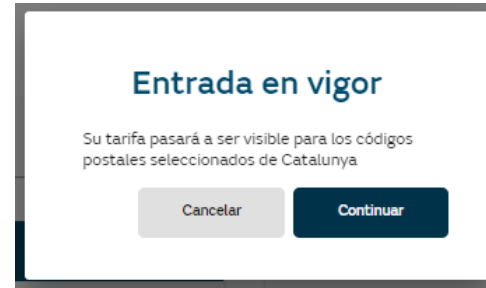 Entrada en vigor
Su tarifa pasará a ser visible para los códigos
postales seleccionados de Catalunya
Cancelar
Continuar